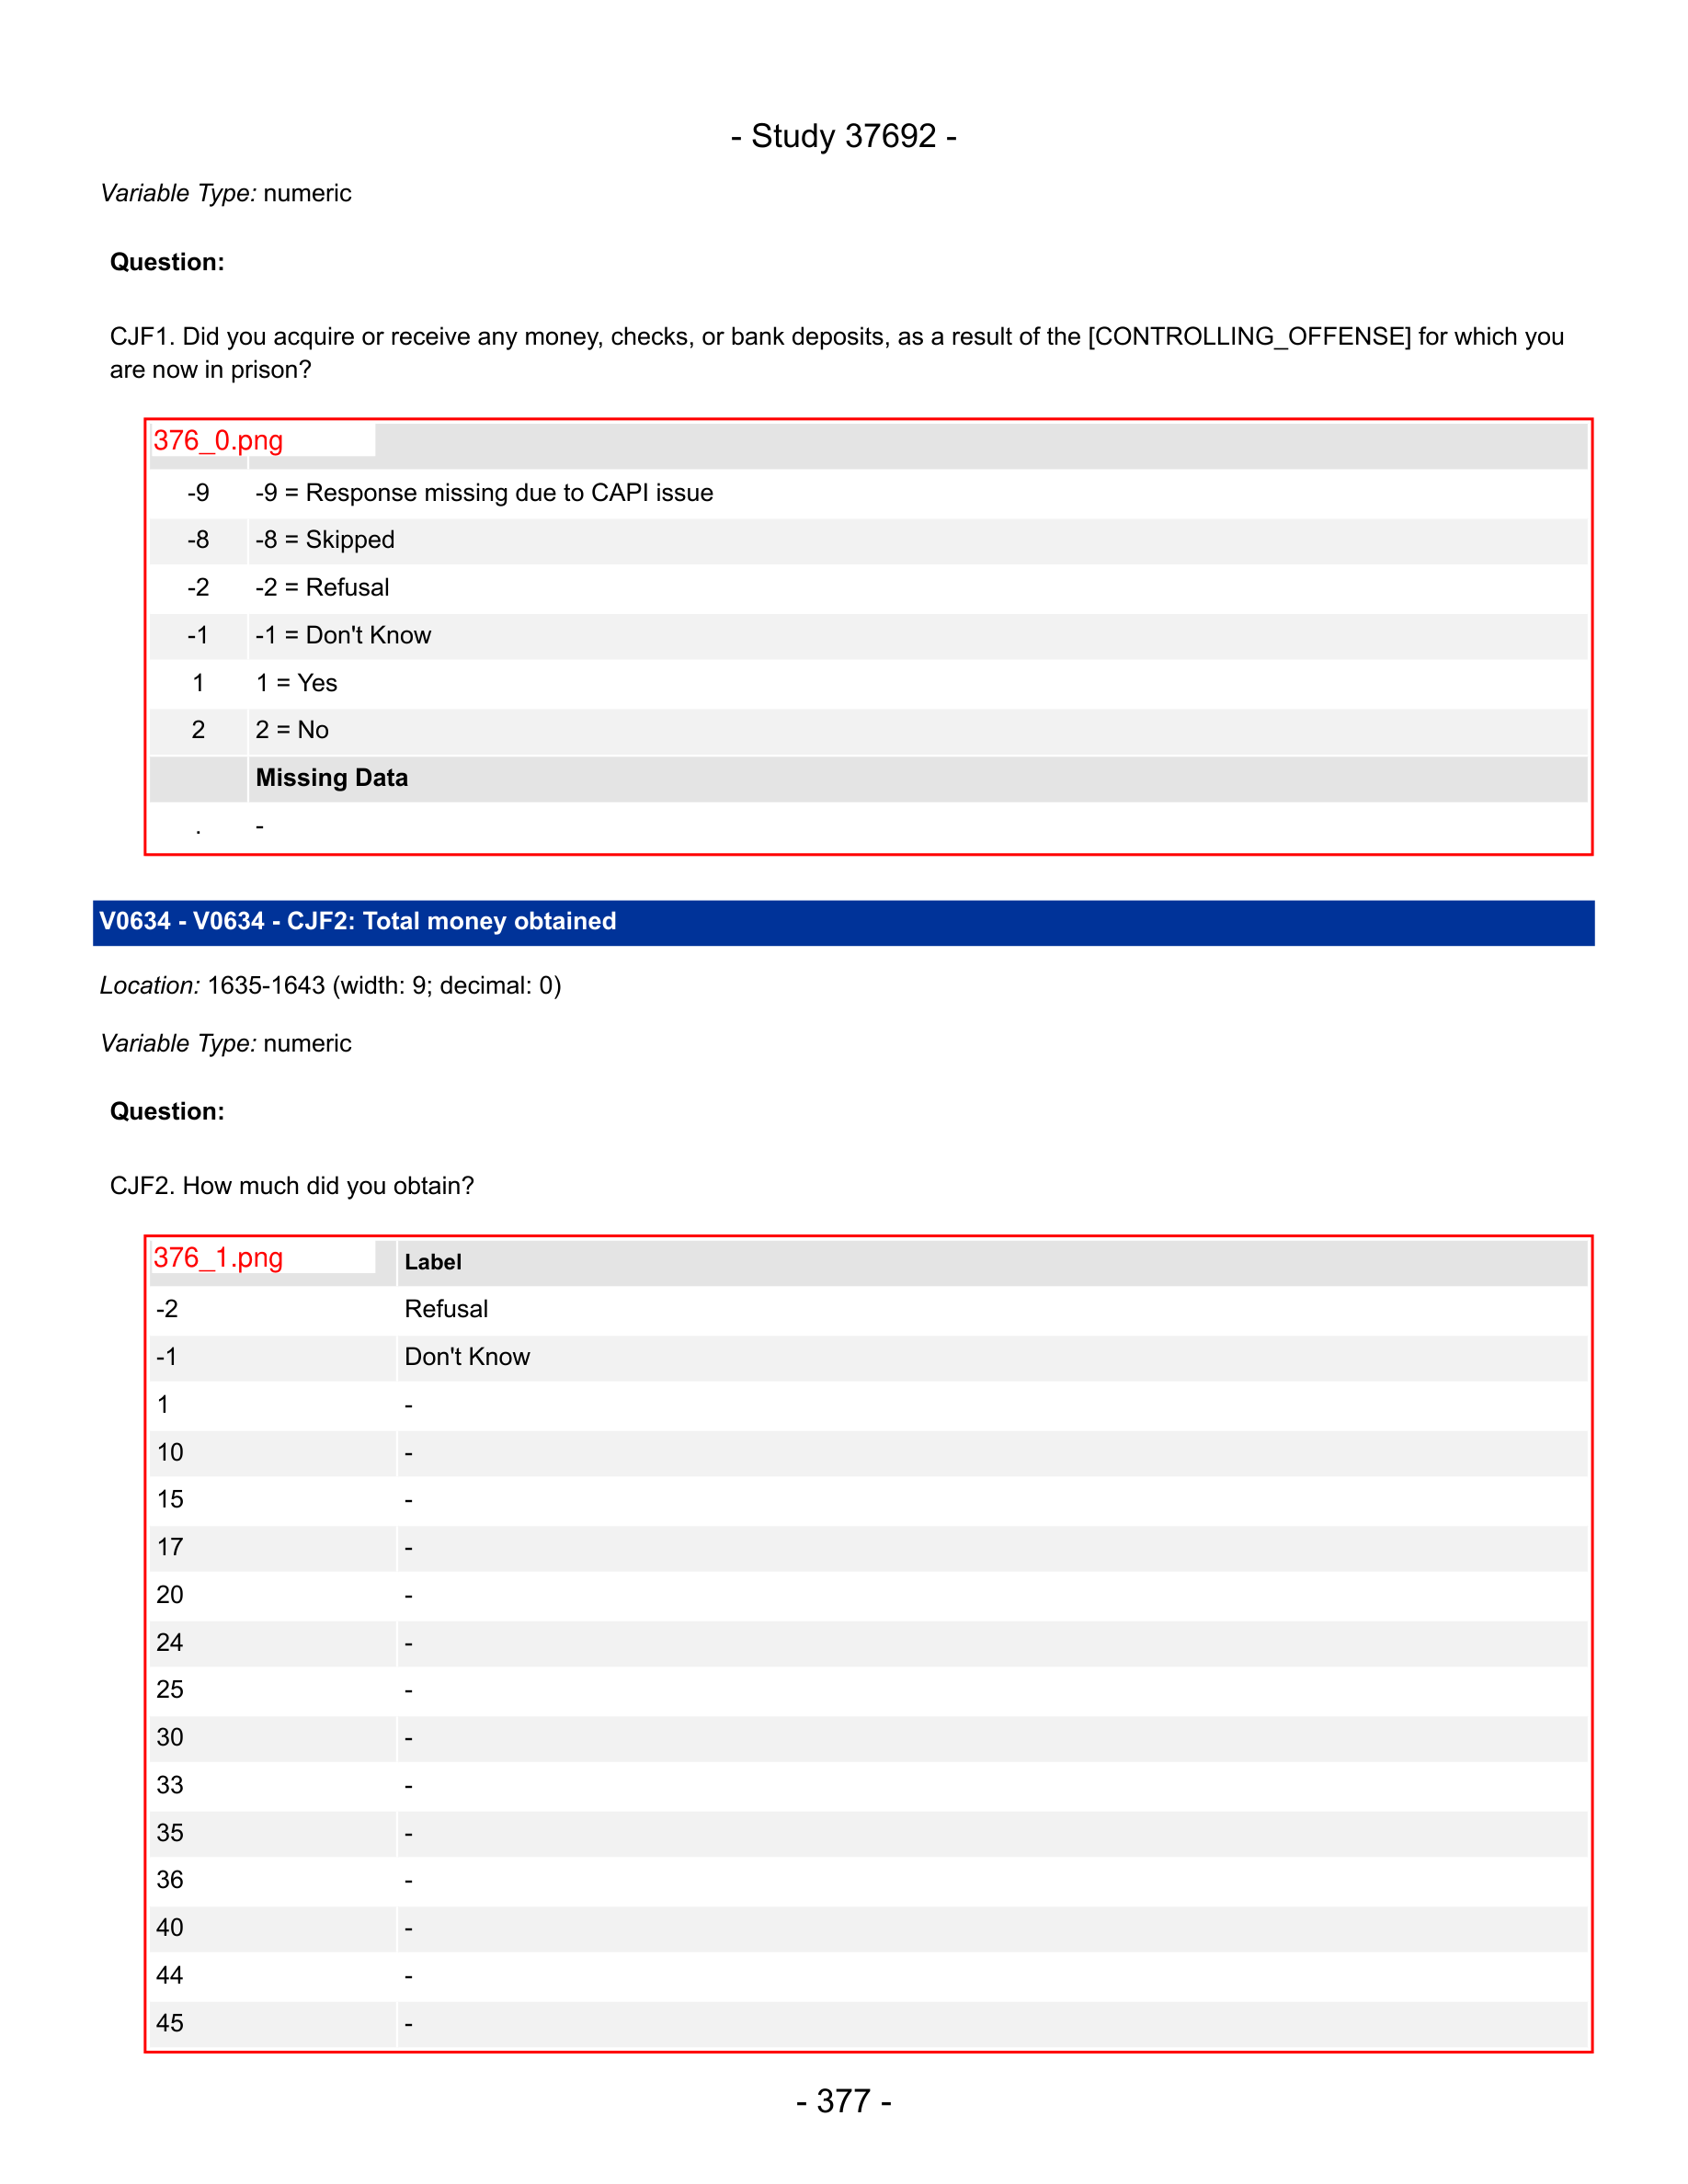 - Study 37692 -
Variable Type: numeric
Question:
CJF1. Did you acquire or receive any money, checks, or bank deposits, as a result of the [CONTROLLING_OFFENSE] for which you
are now in prison?
376_0.png
-9 -9 = Response missing due to CAPI issue
-8 -8 = Skipped
-2 -2 = Refusal
-1 -1 = Don't Know
1 1 = Yes
2 2 = No
Missing Data
. -
V0634 - V0634 - CJF2: Total money obtained
Location: 1635-1643 (width: 9; decimal: 0)
Variable Type: numeric
Question:
CJF2. How much did you obtain?
376_1.png Label
-2 Refusal
-1 Don't Know
1 -
10 -
15 -
17 -
20 -
24 -
25 -
30 -
33 -
35 -
36 -
40 -
44 -
45 -
- 377 -